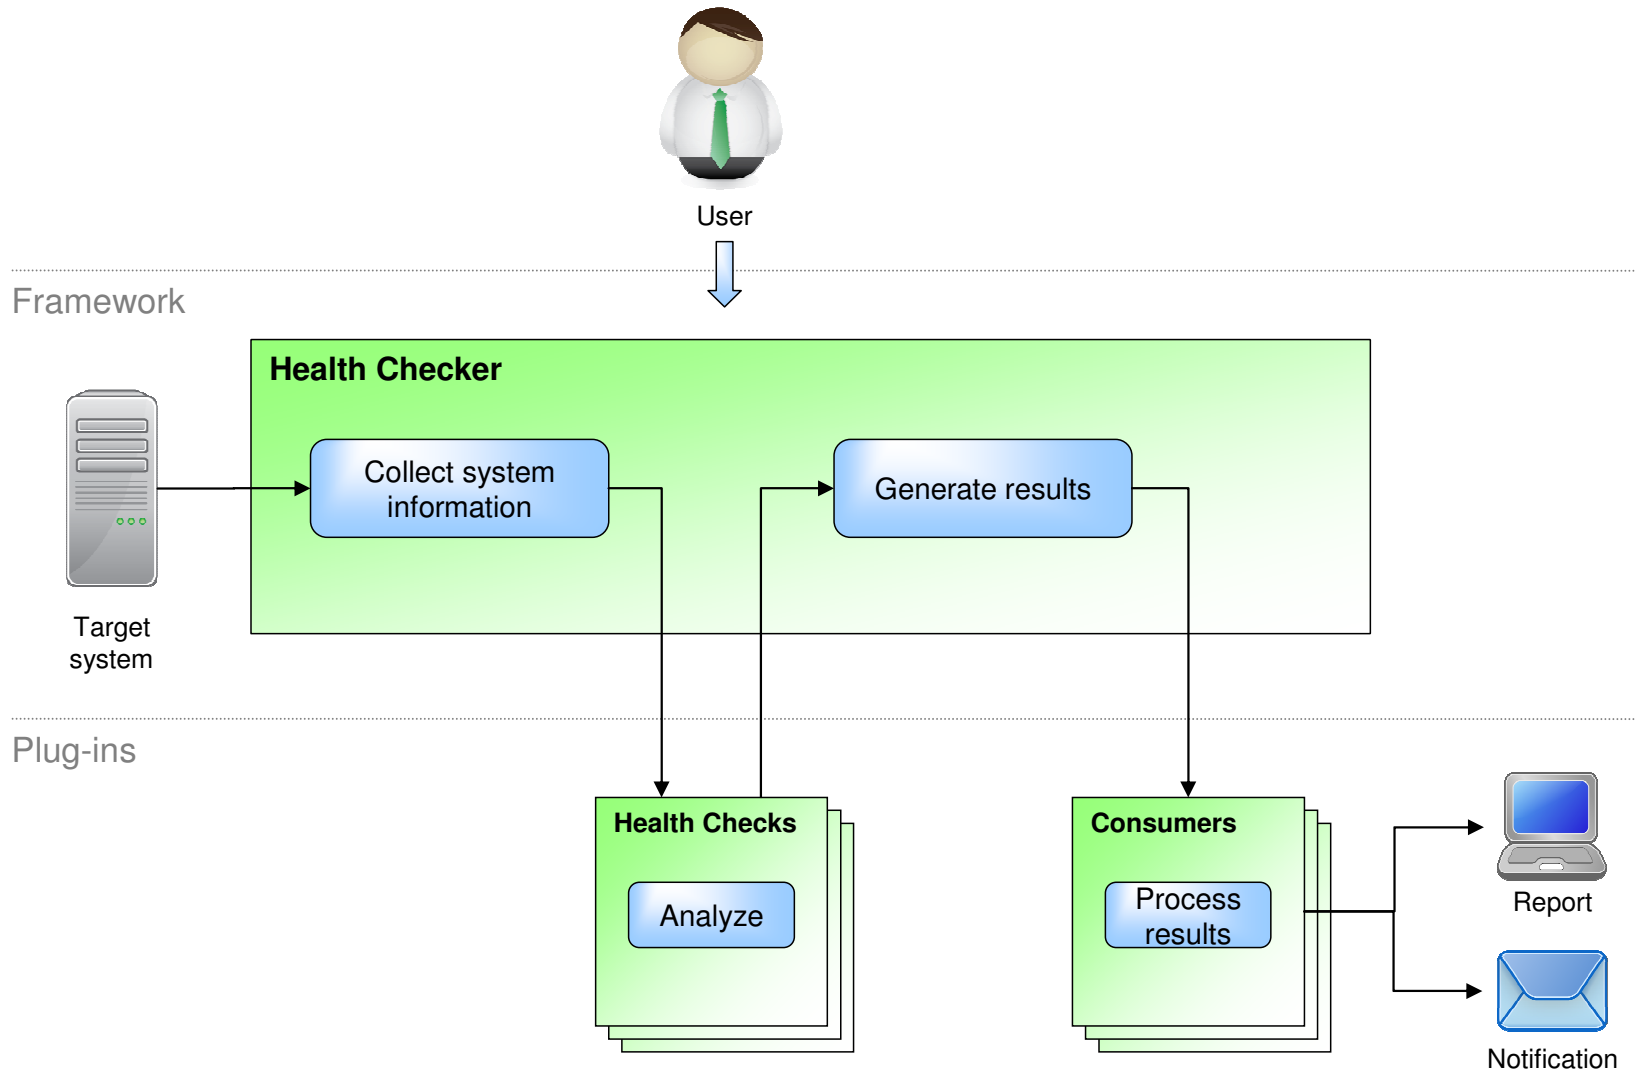 User
Framework
Health Checker
Collect system
information
Generate results
Target
system
Plug-ins
Health Checks
Analyze
Consumers
Process
results
Report
Notification